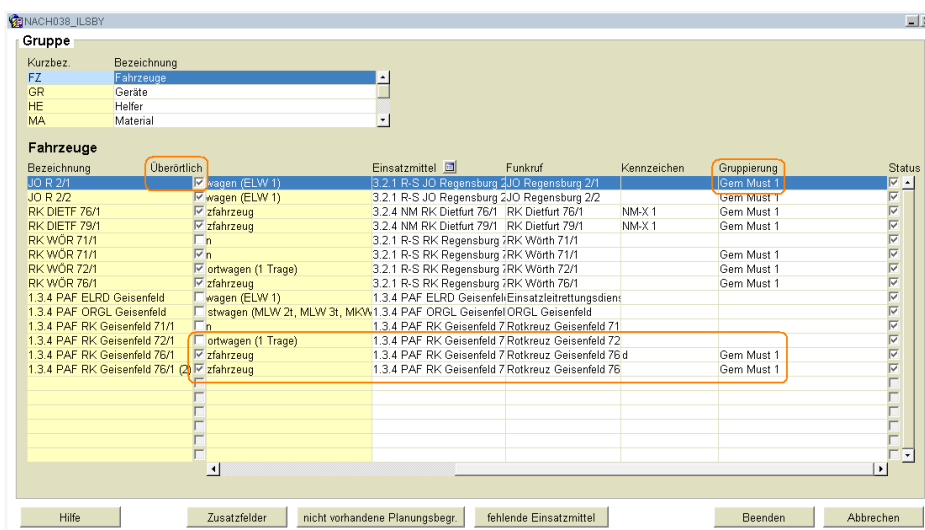 NACH038_ILSBY
Gruppe
Kurzbez. Bezeichnung
FZ Fahrzeuge
GR Geräte
HE Helfer
MA Material
Fahrzeuge
Bezeichnung Überörtlich Einsatzmittel Funkruf Kennzeichen Gruppierung Status
JO R 2/1 wagen (ELW 1) 3.2.1 R-S JO Regensburg 2 JO Regensburg 2/1 Gem Must 1
JO R 2/2 wagen (ELW 1) 3.2.1 R-S JO Regensburg 2 JO Regensburg 2/2 Gem Must 1
RK DIETF 76/1 zfahrzeug 3.2.4 NM RK Dietfurt 76/1 RK Dietfurt 76/1 NM-X 1 Gem Must 1
RK DIETF 79/1 zfahrzeug 3.2.4 NM RK Dietfurt 79/1 RK Dietfurt 79/1 NM-X 1 Gem Must 1
RK WÖR 71/1 n 3.2.1 R-S RK Regensburg 7 RK Wörth 71/1
RK WÖR 71/1 n 3.2.1 R-S RK Regensburg 7 RK Wörth 71/1 Gem Must 1
RK WÖR 72/1 ortwagen (1 Trage) 3.2.1 R-S RK Regensburg 7 RK Wörth 72/1 Gem Must 1
RK WÖR 76/1 zfahrzeug 3.2.1 R-S RK Regensburg 7 RK Wörth 76/1 Gem Must 1
1.3.4 PAF ELRD Geisenfeld wagen (ELW 1) 1.3.4 PAF ELRD Geisenfel Einsatzleitrettungsdiens
1.3.4 PAF ORGL Geisenfeld stwagen (MLW 2t, MLW 3t, MKW 1.3.4 PAF ORGL Geisenfel ORGL Geisenfeld
1.3.4 PAF RK Geisenfeld 71/1 n 1.3.4 PAF RK Geisenfeld 7 Rotkreuz Geisenfeld 71
1.3.4 PAF RK Geisenfeld 72/1 ortwagen (1 Trage) 1.3.4 PAF RK Geisenfeld 7 Rotkreuz Geisenfeld 72
1.3.4 PAF RK Geisenfeld 76/1 zfahrzeug 1.3.4 PAF RK Geisenfeld 7 Rotkreuz Geisenfeld 76 d Gem Must 1
1.3.4 PAF RK Geisenfeld 76/1 (2) zfahrzeug 1.3.4 PAF RK Geisenfeld 7 Rotkreuz Geisenfeld 76 Gem Must 1
Hilfe Zusatzfelder nicht vorhandene Planungsbegr. fehlende Einsatzmittel Beenden Abbrechen